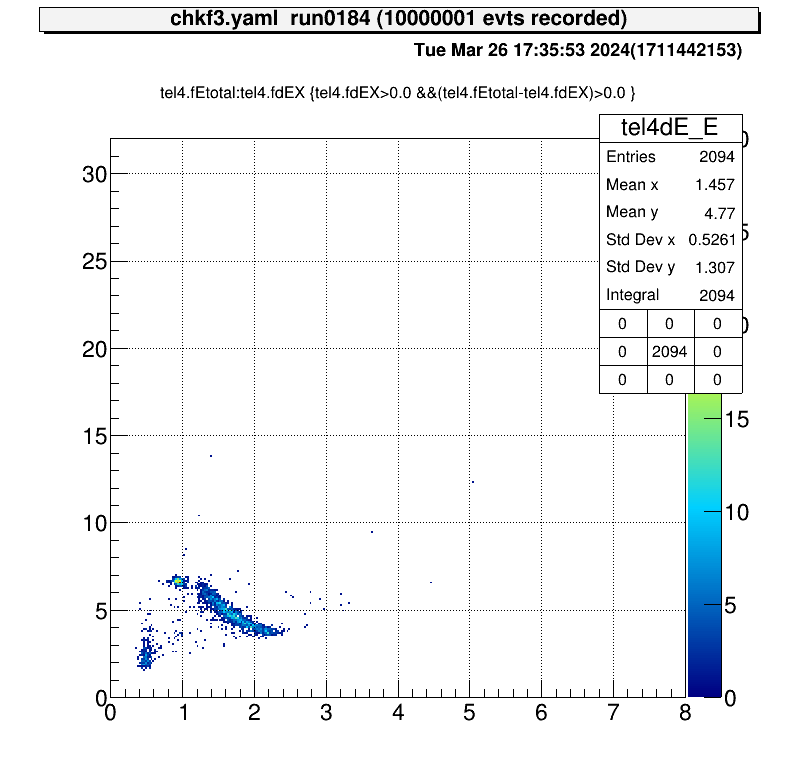 chkf3.yaml run0184 (10000001 evts recorded)
Tue Mar 26 17:35:53 2024(1711442153)
tel4.fEtotal:tel4.fdEX {tel4.fdEX>0.0 &&(tel4.fEtotal-tel4.fdEX)>0.0 }
tel4dE_E
Entries 2094
Mean x 1.457
Mean y 4.77
Std Dev x 0.5261
Std Dev y 1.307
Integral 2094
0 0 0
0 2094 0
0 0 0
30
25
20
15
10
5
0
0 1 2 3 4 5 6 7 8
15
10
5
0